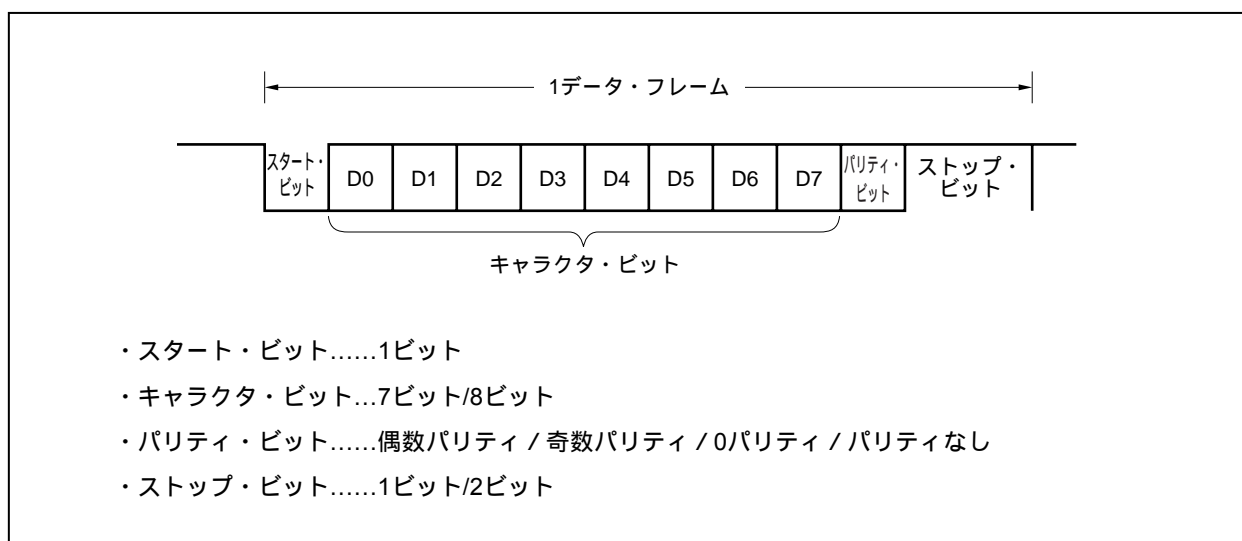 1データ・フレーム
スタート・
ビット
D0 D1 D2 D3 D4 D5 D6 D7
パリティ・
ビット
ストップ・
ビット
キャラクタ・ビット
・スタート・ビット……1ビット
・キャラクタ・ビット…7ビット/8ビット
・パリティ・ビット……偶数パリティ / 奇数パリティ / 0パリティ / パリティなし
・ストップ・ビット……1ビット/2ビット